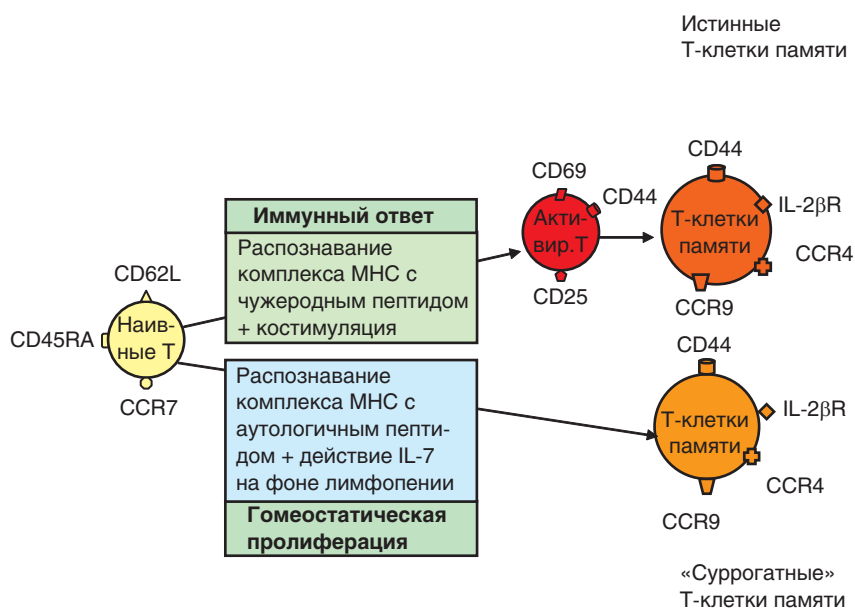 Истинные
Т-клетки памяти
CD44
CD69
CD44
IL-2βR
Иммунный ответ
Акти-
вир.Т
Т-клетки
памяти
Распознавание
комплекса МНС с
чужеродным пептидом
+ костимуляция
CCR4
CD62L
CD25
CCR9
Наив-
ные Т
CD45RA
CD44
CCR7
Распознавание
комплекса МНС с
аутологичным пепти-
дом + действие IL-7
на фоне лимфопении
IL-2βR
Т-клетки
памяти
CCR4
CCR9
Гомеостатическая
пролиферация
«Суррогатные»
Т-клетки памяти